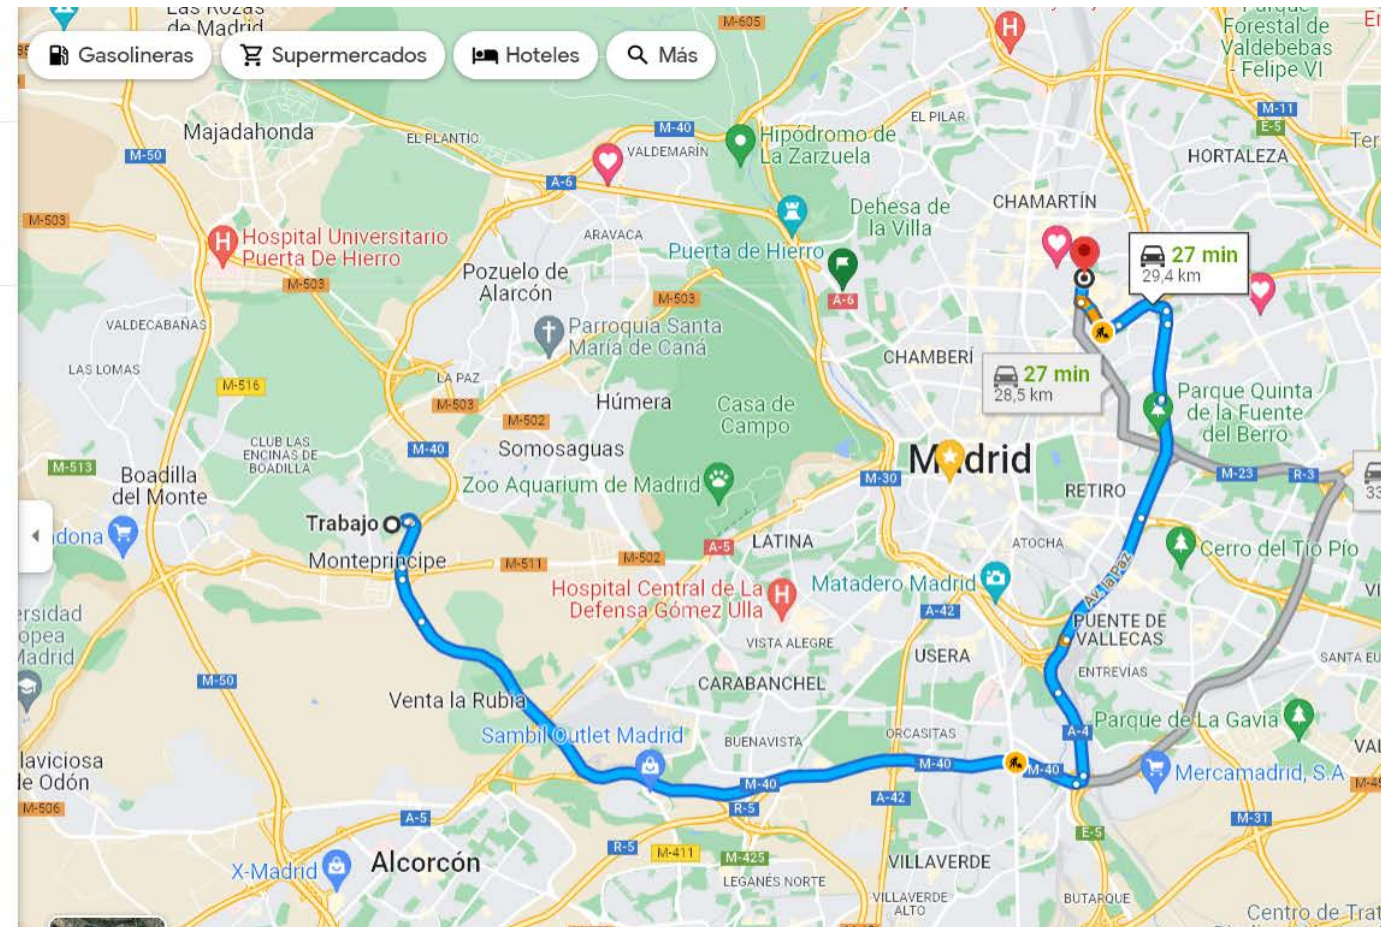 Las Rozas
de Madrid
M-605
Parque
Forestal de
Valdebebas
- Felipe VI
Gasolineras
Supermercados
Hoteles
Más
M-11
E-5
EL PILAR
Majadahonda
EL PLANTIO
M-40
VALDEMARÍN
Hipódromo de
La Zarzuela
M-50
HORTALEZA
A-6
CHAMARTÍN
Dehesa de
la Villa
M-503
Hospital Universitario
Puerta De Hierro
ARAVACA
Puerta de Hierro
27 min
29,4 km
Pozuelo de
Alarcón
M-503
M-503
A-6
VALDECABAÑAS
Parroquia Santa
María de Caná
CHAMBERÍ
LAS LOMAS
LA PAZ
27 min
28,5 km
M-516
M-503
Húmera
Casa de
Campo
Parque Quinta
de la Fuente
del Berro
M-502
CLUB LAS
ENCINAS DE
BOADILLA
M-40
Somosaguas
Madrid
M-513
Boadilla
del Monte
Zoo Aquarium de Madrid
M-30
RETIRO
M-23
R-3
33
Trabajo
dona
A-5
LATINA
ATOCHA
Cerro del Tío Pío
Monteprincipe
M-511
M-502
Hospital Central de La
Defensa Gómez Ulla
Matadero Madrid
Av. la Paz
A-42
ersidad
opea
Madrid
VISTA ALEGRE
USERA
PUENTE DE
VALLECAS
ENTREVÍAS
SANTA EU
M-50
CARABANCHEL
Venta la Rubia
Sambil Outlet Madrid
BUENAVISTA
ORCASITAS
A-4
Parque de La Gavia
laviciosa
le Odón
M-40
M-40
M-40
Mercamadrid, S.A
M-506
R-5
A-42
A-5
M-31
E-5
R-5
M-411
M-425
X-Madrid
Alcorcón
LEGANÉS NORTE
VILLAVERDE
VILLAVERDE
ALTO
BUTARQUE
Centro de Trat